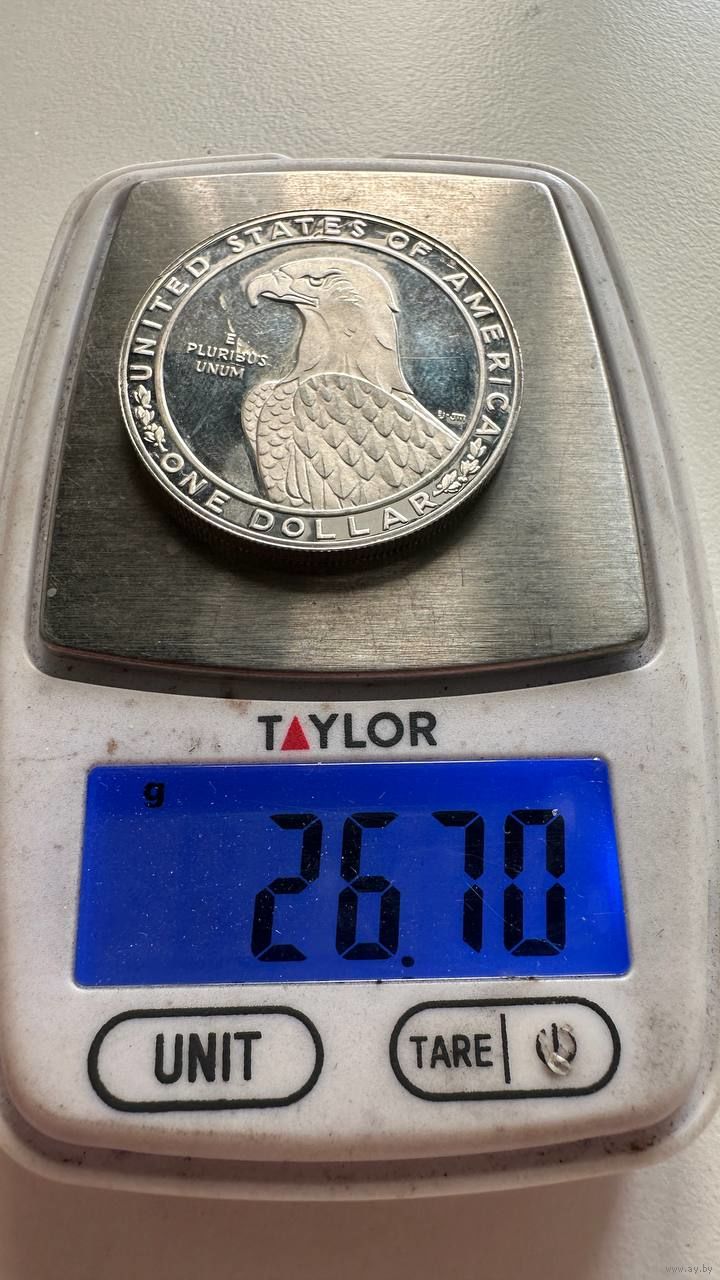 UNITED STATES OF AMERICA
E
PLURIBUS
UNUM
ONE DOLLAR
TAYLOR
g
26.70
UNIT
TARE
www.ay.by